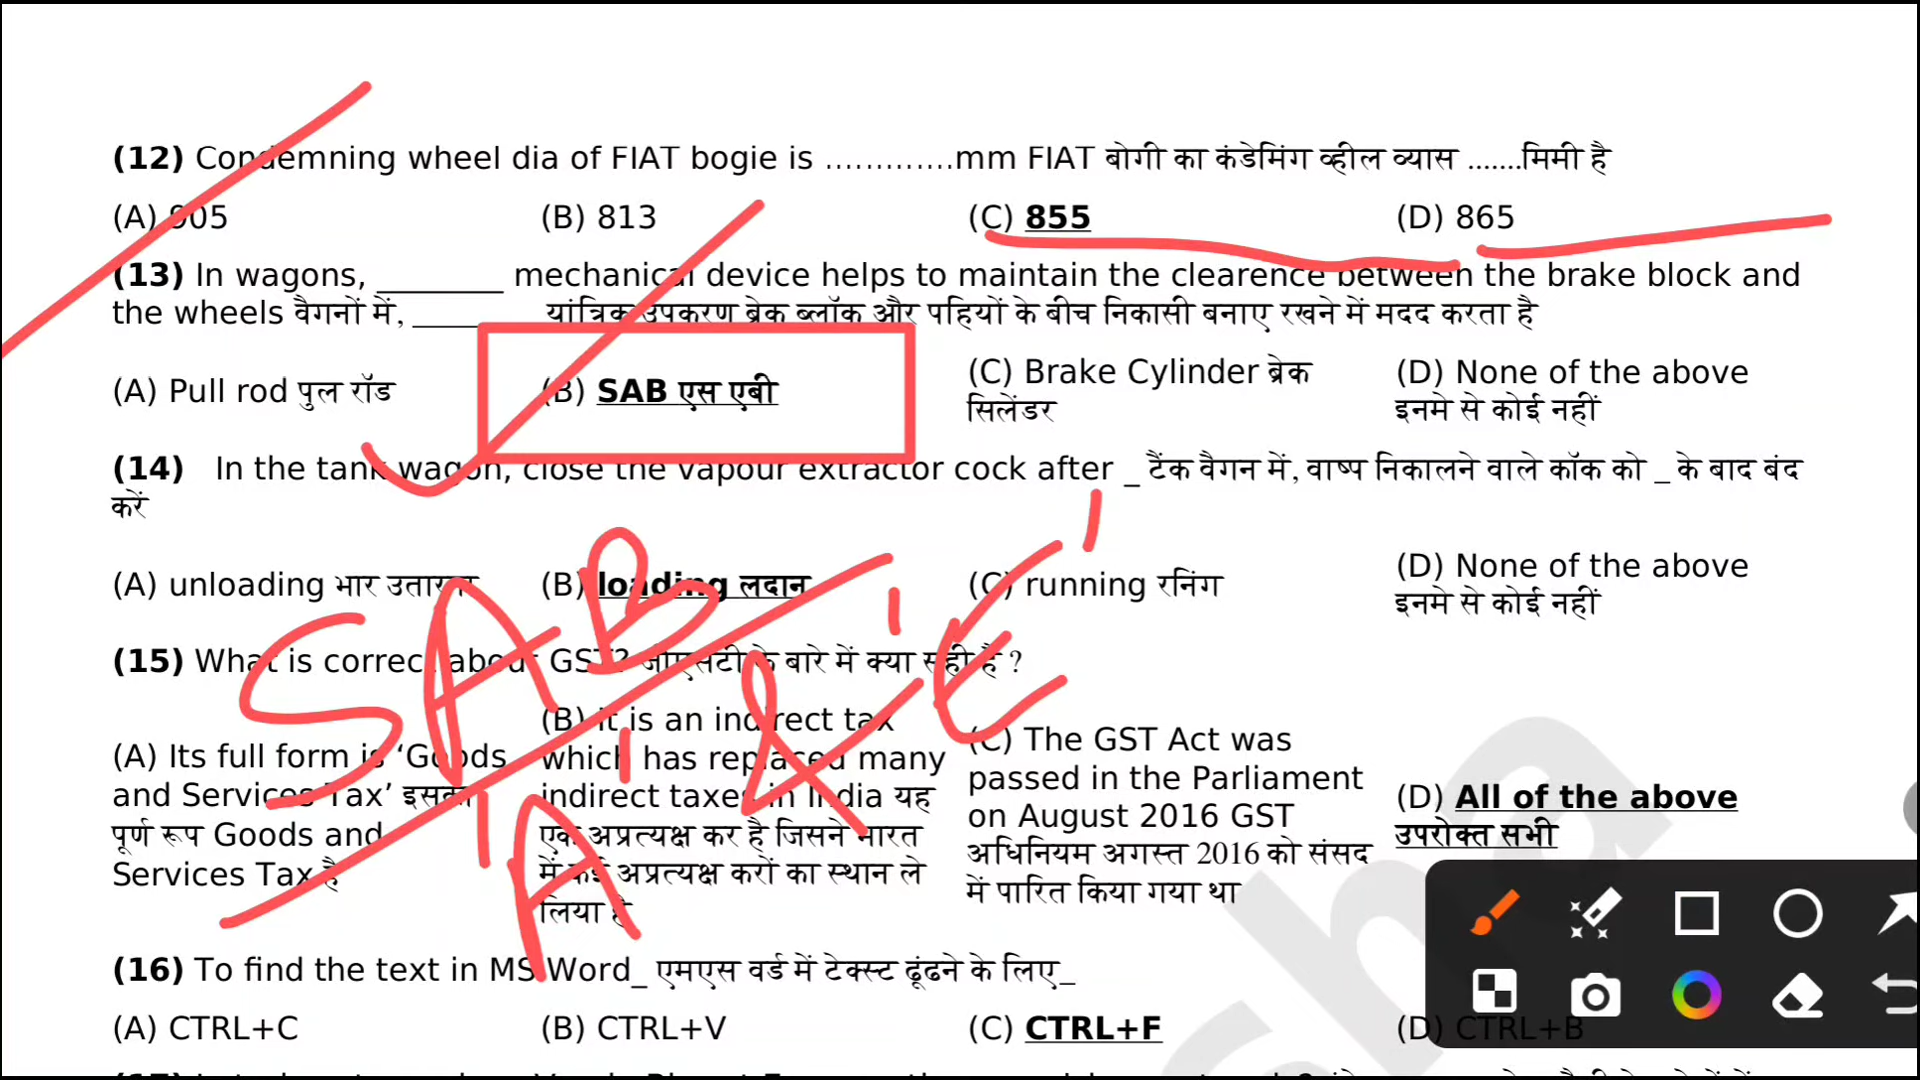 (12) Condemning wheel dia of FIAT bogie is .............mm FIAT बोगी का कंडेमिंग व्हील व्यास .......मिमी है
(A) 905 (B) 813 (C) 855 (D) 865
(13) In wagons, ________ mechanical device helps to maintain the clearence between the brake block and
the wheels वैगनों में, ________ यांत्रिक उपकरण ब्रेक ब्लॉक और पहियों के बीच निकासी बनाए रखने में मदद करता है
(A) Pull rod पुल रॉड (B) SAB एस एबी (C) Brake Cylinder ब्रेक सिलेंडर (D) None of the above इनमे से कोई नहीं
(14) In the tank wagon, close the vapour extractor cock after _ टैंक वैगन में, वाष्प निकालने वाले कॉक को _ के बाद बंद
करें
(A) unloading भार उतारना (B) loading लदान (C) running रनिंग (D) None of the above इनमे से कोई नहीं
SAB
'A' & 'E'
(15) What is correct about GST? जीएसटी के बारे में क्या सही है ?
(A) Its full form is ‘Goods
and Services Tax’ इसका
पूर्ण रूप Goods and
Services Tax है
(B) it is an indirect tax
which has replaced many
indirect taxes in India यह
एक अप्रत्यक्ष कर है जिसने भारत
में कई अप्रत्यक्ष करों का स्थान ले
लिया है
(C) The GST Act was
passed in the Parliament
on August 2016 GST
अधिनियम अगस्त 2016 को संसद
में पारित किया गया था
(D) All of the above
उपरोक्त सभी
(16) To find the text in MS Word_ एमएस वर्ड में टेक्स्ट ढूंढने के लिए_
(A) CTRL+C (B) CTRL+V (C) CTRL+F (D) CTRL+B